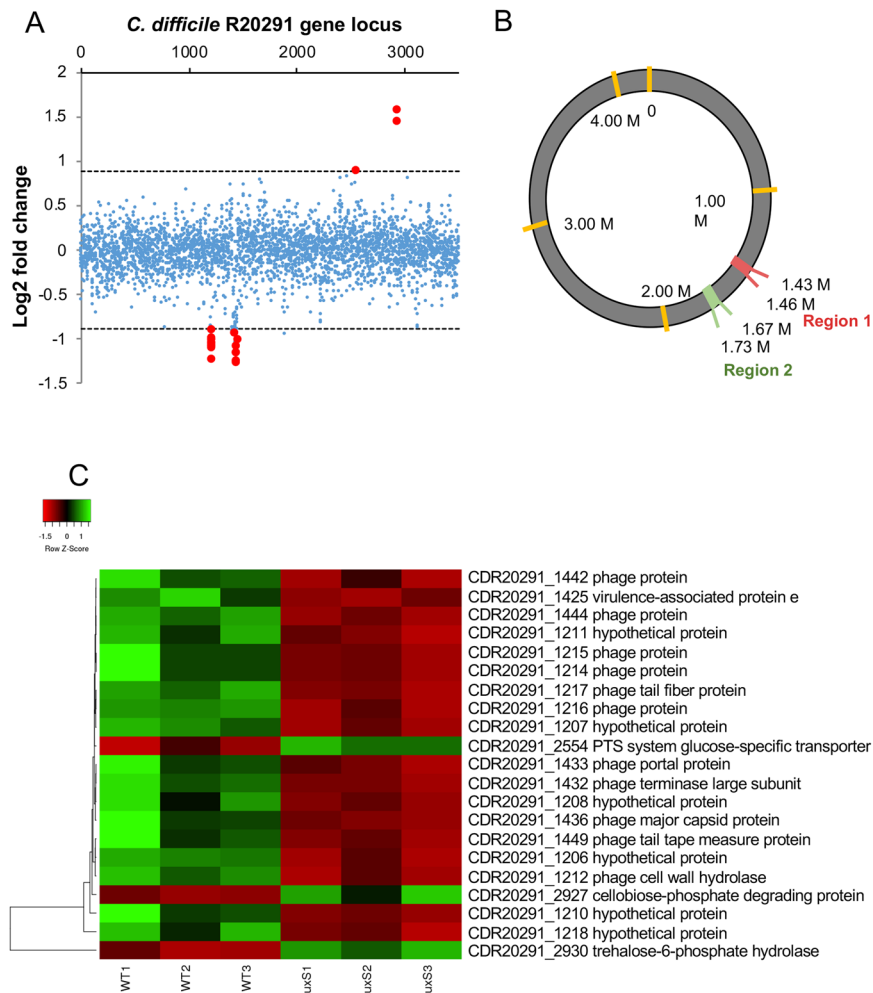 A
C. difficile R20291 gene locus
0 1000 2000 3000
Log2 fold change
2
1.5
1
0.5
0
-0.5
-1
-1.5
B
4.00 M
0
1.00
M
3.00 M
2.00 M
1.43 M
1.46 M
Region 1
1.67 M
1.73 M
Region 2
C
-1.5 0 1
Row Z-Score
CDR20291_1442 phage protein
CDR20291_1425 virulence-associated protein e
CDR20291_1444 phage protein
CDR20291_1211 hypothetical protein
CDR20291_1215 phage protein
CDR20291_1214 phage protein
CDR20291_1217 phage tail fiber protein
CDR20291_1216 phage protein
CDR20291_1207 hypothetical protein
CDR20291_2554 PTS system glucose-specific transporter
CDR20291_1433 phage portal protein
CDR20291_1432 phage terminase large subunit
CDR20291_1208 hypothetical protein
CDR20291_1436 phage major capsid protein
CDR20291_1449 phage tail tape measure protein
CDR20291_1206 hypothetical protein
CDR20291_1212 phage cell wall hydrolase
CDR20291_2927 cellobiose-phosphate degrading protein
CDR20291_1210 hypothetical protein
CDR20291_1218 hypothetical protein
CDR20291_2930 trehalose-6-phosphate hydrolase
WT1
WT2
WT3
uxS1
uxS2
uxS3